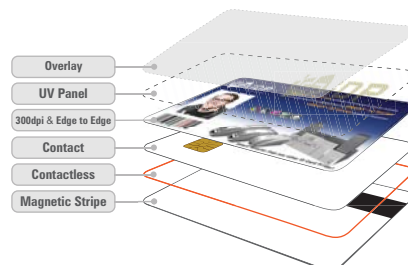 Overlay
UV Panel
300dpi & Edge to Edge
Contact
Contactless
Magnetic Stripe